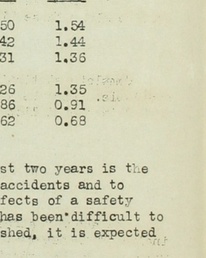 50 1.54
42 1.44
31 1.36
26 1.35
86 0.91
62 0.68
st two years is the
accidents and to
fects of a safety
has been difficult to
shed, it is expected